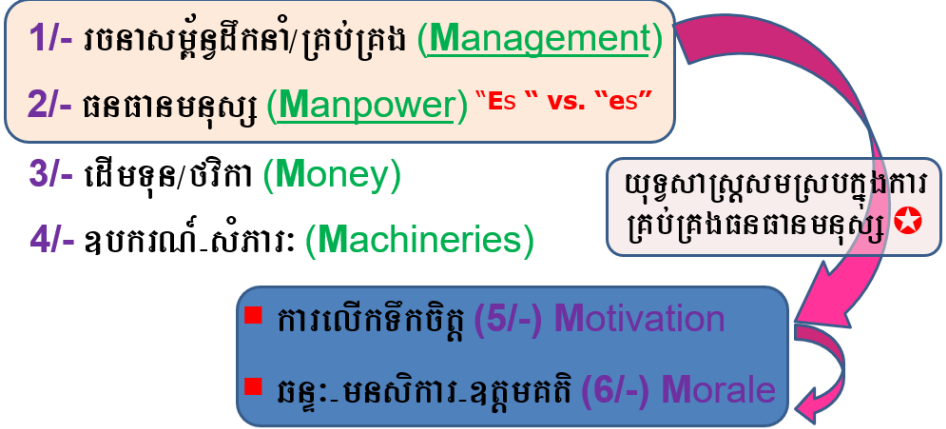 1/- រចនាសម្ព័ន្ធដឹកនាំ/គ្រប់គ្រង (Management)
2/- ធនធានមនុស្ស (Manpower) “Es “ vs. “es”
3/- ដើមទុន/ថវិកា (Money)
4/- ឧបករណ៍-សំភារៈ (Machineries)
យុទ្ធសាស្រ្តសមស្របក្នុងការ
គ្រប់គ្រងធនធានមនុស្ស
ការលើកទឹកចិត្ត (5/-) Motivation
ឆន្ទៈ-មនសិការ-ឧត្តមគតិ (6/-) Morale